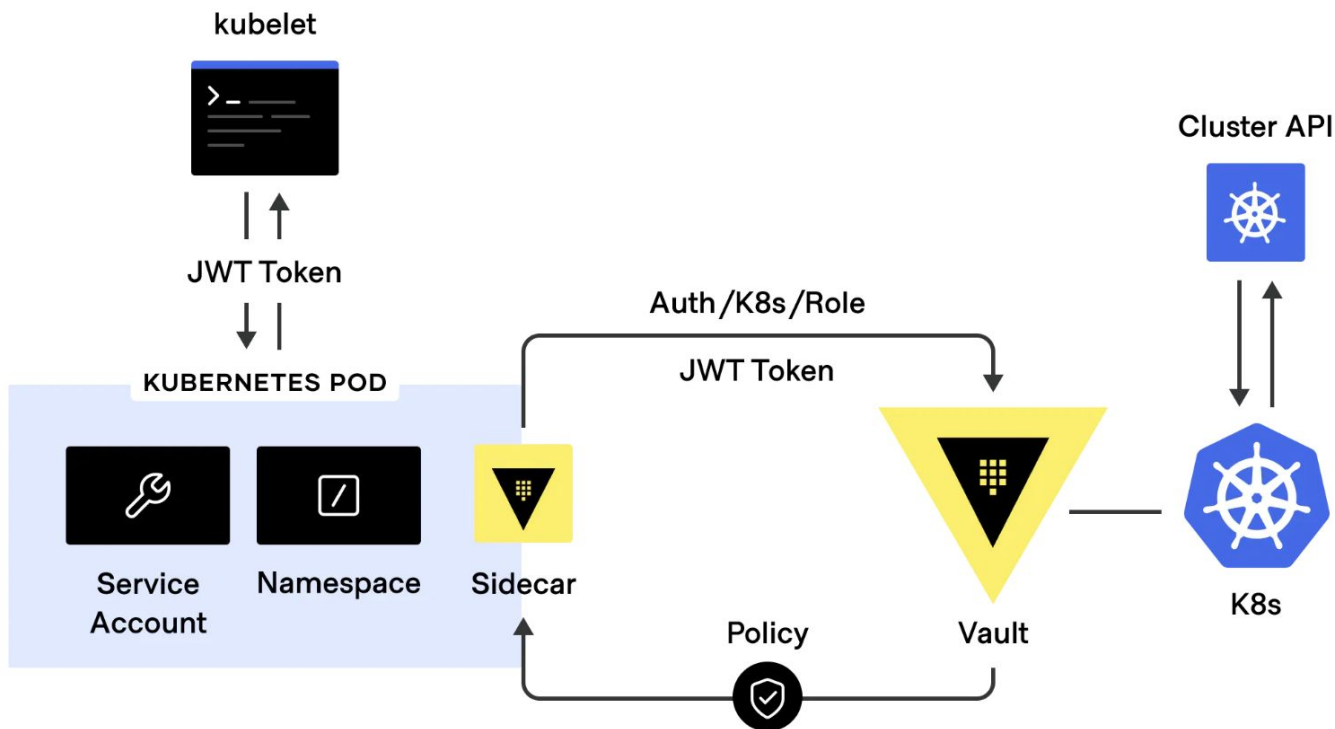 kubelet
JWT Token
KUBERNETES POD
Service
Account
Namespace
Sidecar
Auth/K8s/Role
JWT Token
Policy
Vault
Cluster API
K8s